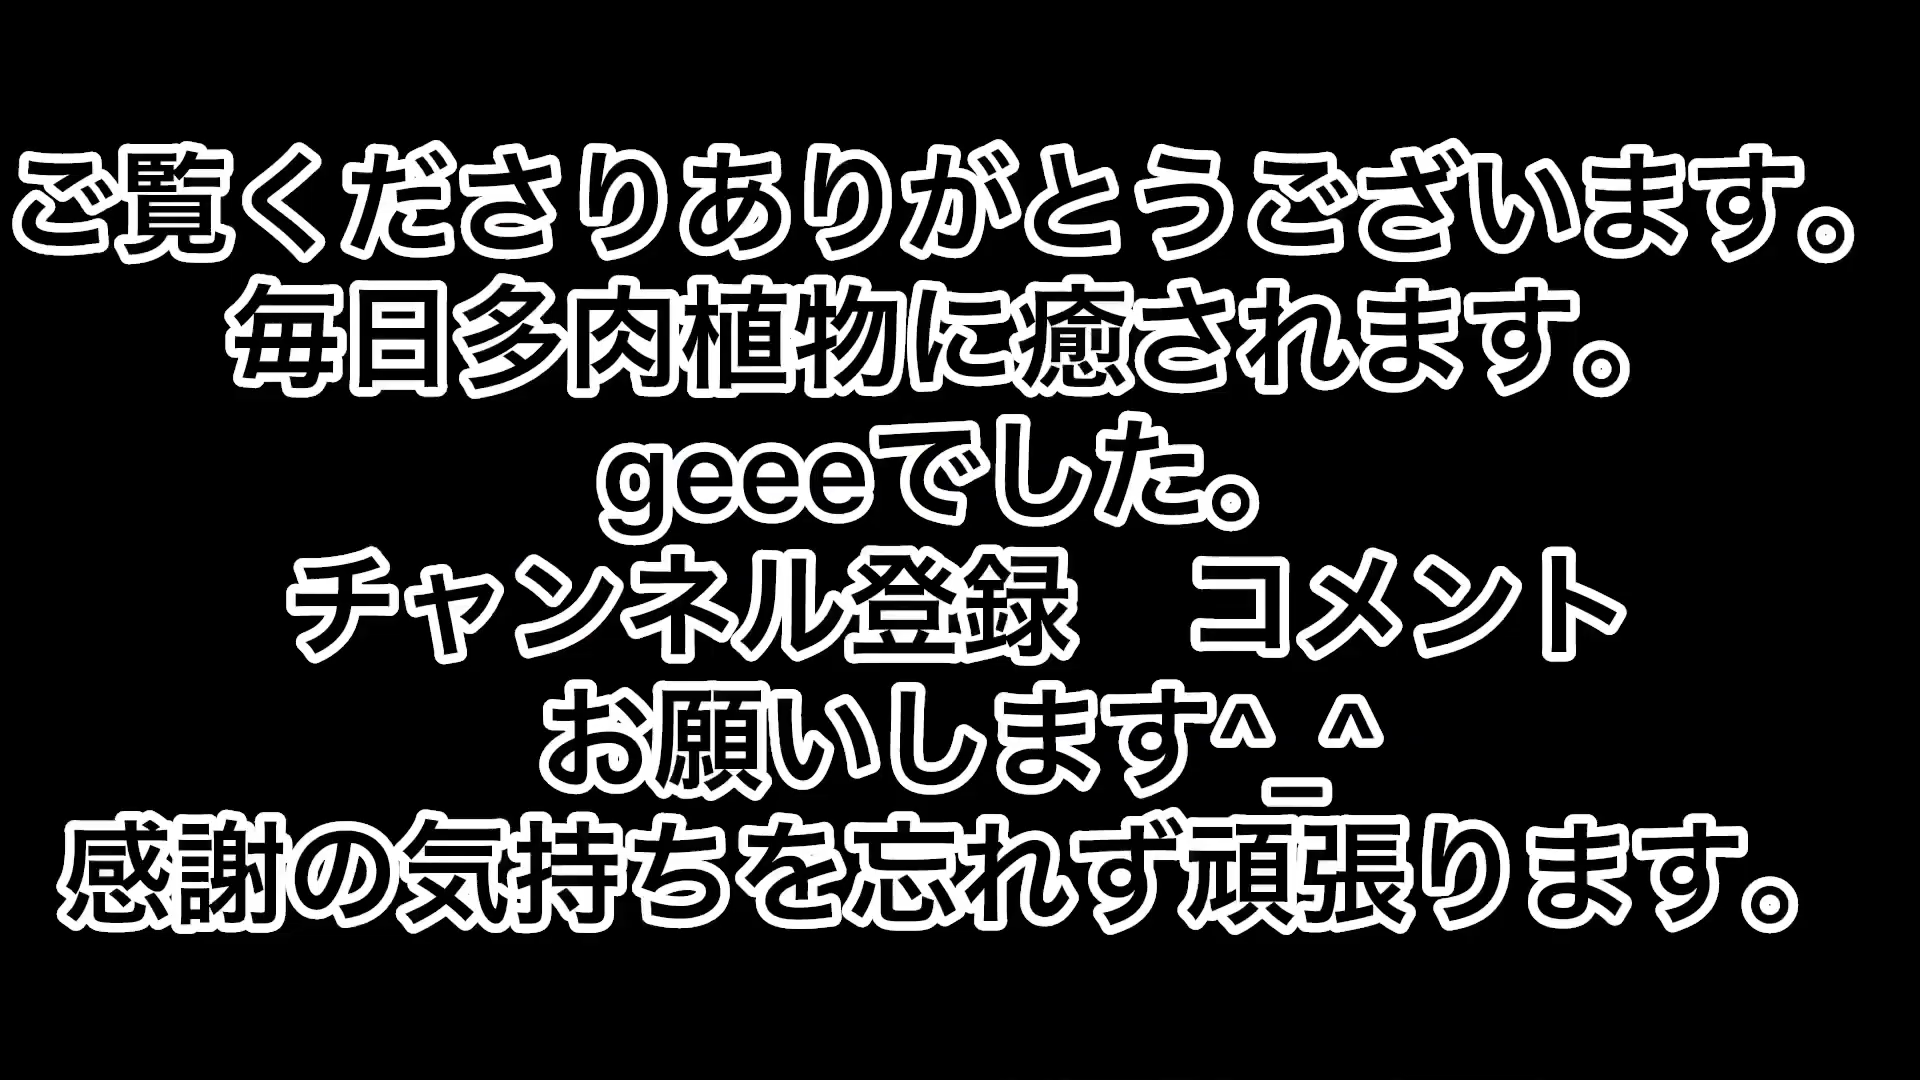 ご覧くださりありがとうございます。
毎日多肉植物に癒されます。
geeeでした。
チャンネル登録　コメント
お願いします^_^
感謝の気持ちを忘れず頑張ります。